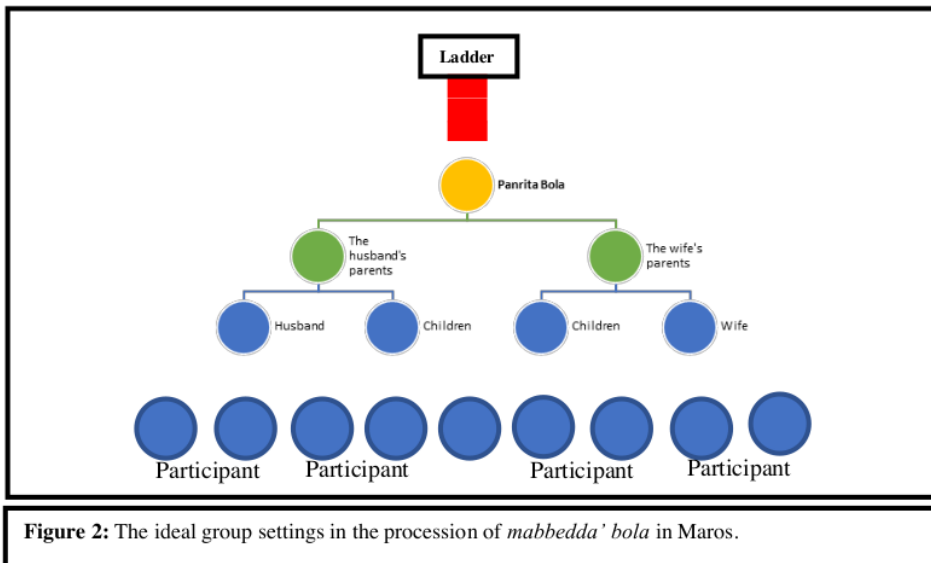 Ladder
Panrita Bola
The
husband's
parents
The wife's
parents
Husband
Children
Children
Wife
Participant
Participant
Participant
Participant
Figure 2: The ideal group settings in the procession of mabbedda’ bola in Maros.